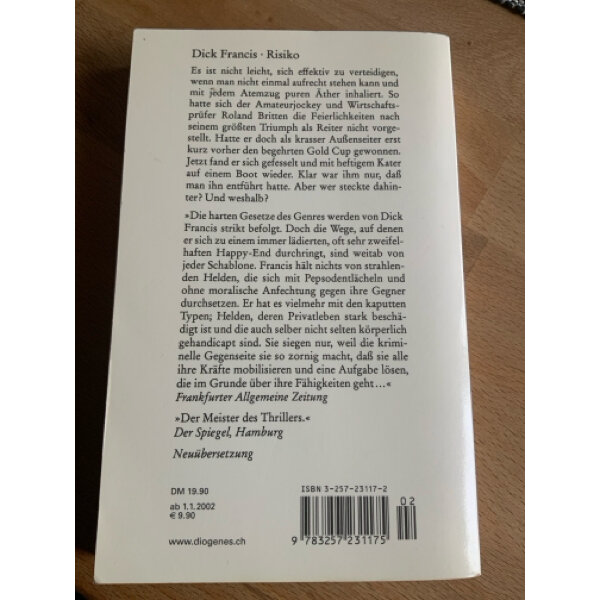 Dick Francis · Risiko
Es ist nicht leicht, sich effektiv zu verteidigen,
wenn man nicht einmal aufrecht stehen kann und
mit jedem Atemzug puren Äther inhaliert. So
hatte sich der Amateurjockey und Wirtschafts-
prüfer Roland Britten die Feierlichkeiten nach
seinem größten Triumph als Reiter nicht vorge-
stellt. Hatte er doch als krasser Außenseiter erst
kurz vorher den begehrten Gold Cup gewonnen.
Jetzt fand er sich gefesselt und mit heftigem Kater
auf einem Boot wieder. Klar war ihm nur, daß
man ihn entführt hatte. Aber wer steckte dahin-
ter? Und weshalb?
»Die harten Gesetze des Genres werden von Dick
Francis strikt befolgt. Doch die Wege, auf denen
er sich zu einem immer lädierten, oft sehr zweifel-
haften Happy-End durchringt, sind weitab von
jeder Schablone. Francis hält nichts von strahlen-
den Helden, die sich mit Pepsodentlächeln und
ohne moralische Anfechtung gegen ihre Gegner
durchsetzen. Er hat es vielmehr mit den kaputten
Typen; Helden, deren Privatleben stark beschä-
digt ist und die auch selber nicht selten körperlich
gehandicapt sind. Sie siegen nur, weil die krimi-
nelle Gegenseite sie so zornig macht, daß sie alle
ihre Kräfte mobilisieren und eine Aufgabe lösen,
die im Grunde über ihre Fähigkeiten geht ...«
Frankfurter Allgemeine Zeitung
»Der Meister des Thrillers.«
Der Spiegel, Hamburg
Neuübersetzung
DM 19.90
ab 1.1.2002
€ 9.90
www.diogenes.ch
ISBN 3-257-23117-2
02
9 783257 231175